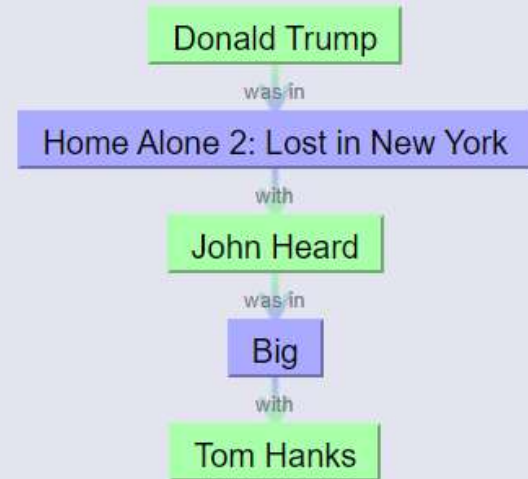 Donald Trump
was in
Home Alone 2: Lost in New York
with
John Heard
was in
Big
with
Tom Hanks